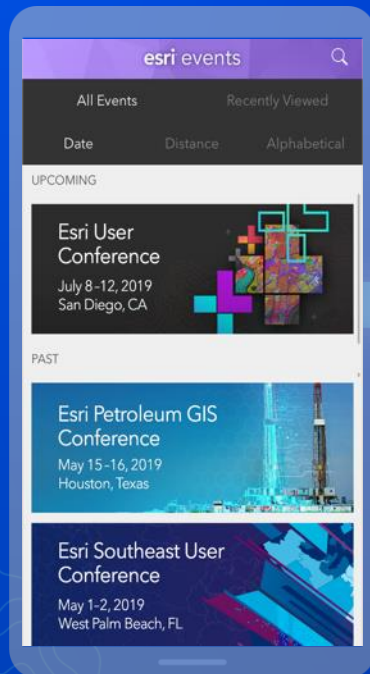 esri events
All Events Recently Viewed
Date Distance Alphabetical
UPCOMING
Esri User
Conference
July 8-12, 2019
San Diego, CA
PAST
Esri Petroleum GIS
Conference
May 15-16, 2019
Houston, Texas
Esri Southeast User
Conference
May 1-2, 2019
West Palm Beach, FL